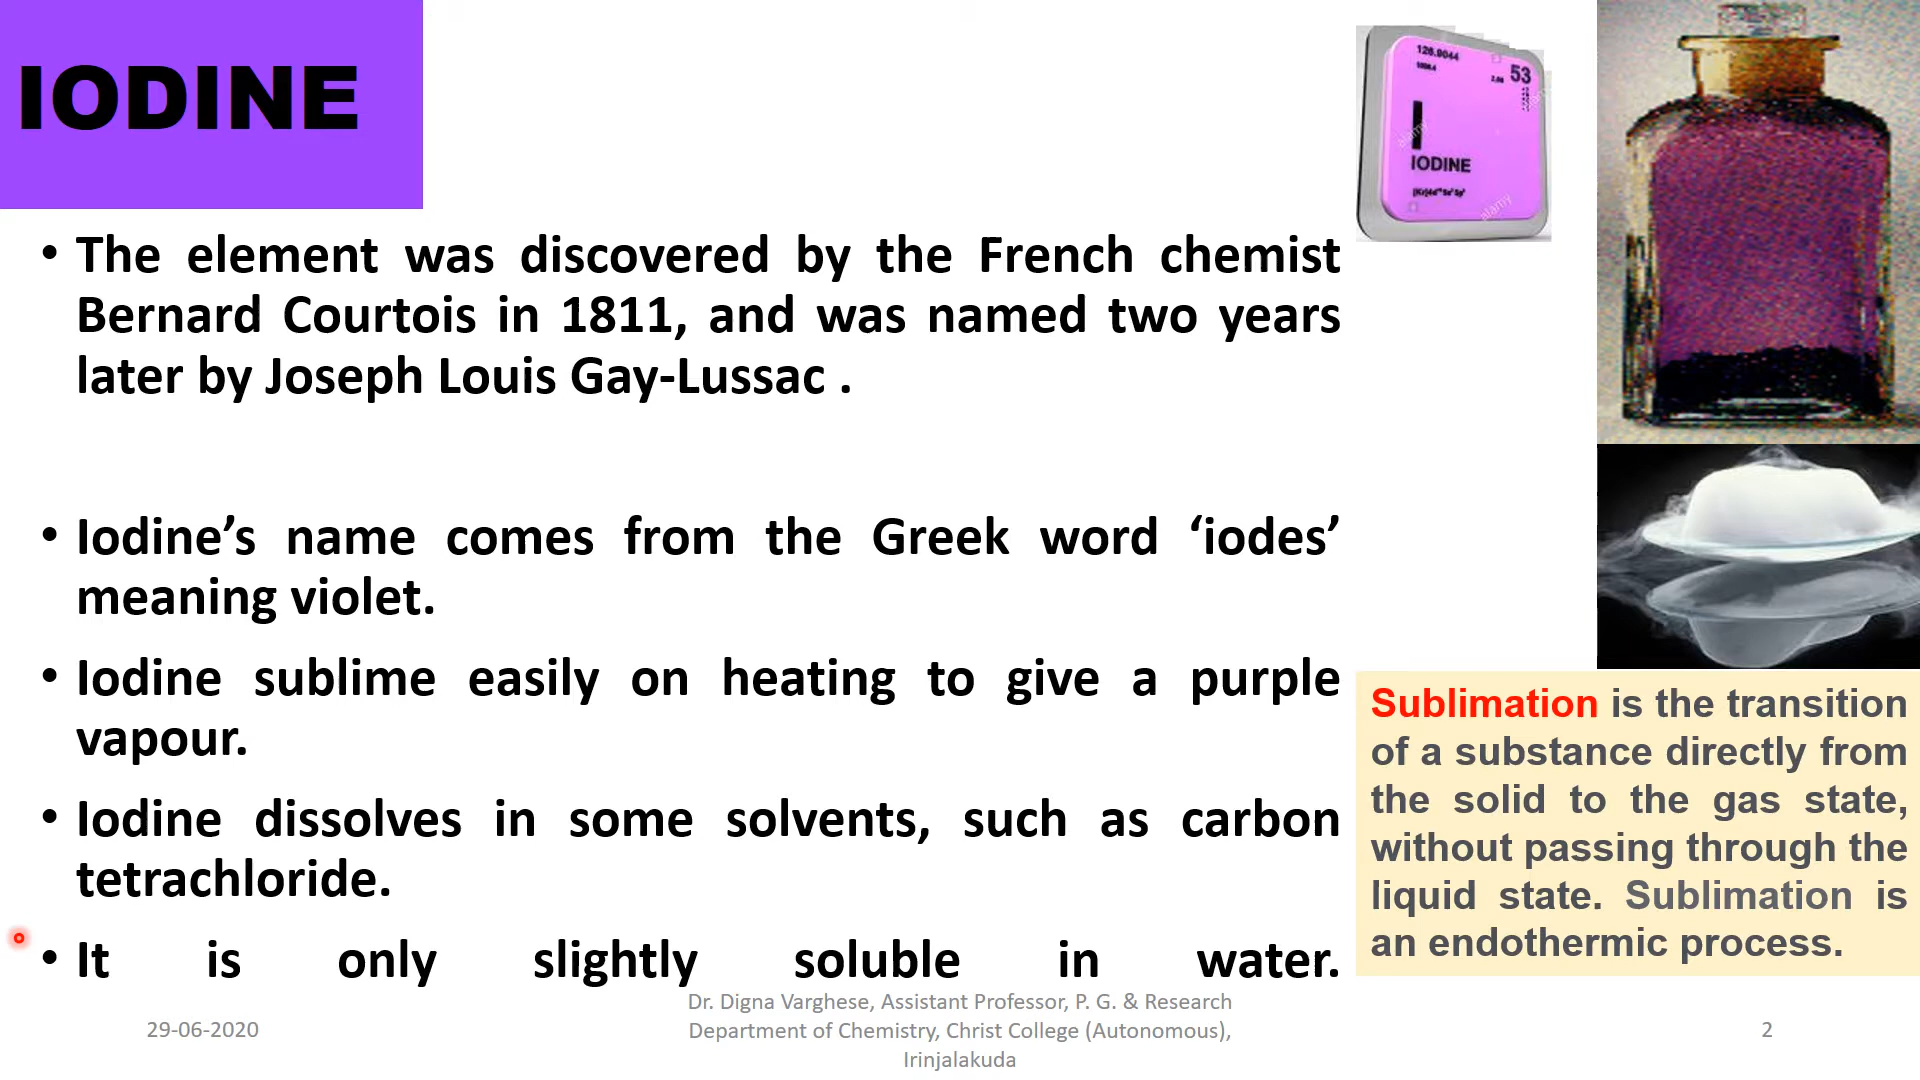 IODINE
126.9044
53
I
IODINE
alamy
• The element was discovered by the French chemist
Bernard Courtois in 1811, and was named two years
later by Joseph Louis Gay-Lussac .
• Iodine’s name comes from the Greek word ‘iodes’
meaning violet.
• Iodine sublime easily on heating to give a purple
vapour.
• Iodine dissolves in some solvents, such as carbon
tetrachloride.
• It is only slightly soluble in water.
Sublimation is the transition
of a substance directly from
the solid to the gas state,
without passing through the
liquid state. Sublimation is
an endothermic process.
29-06-2020
Dr. Digna Varghese, Assistant Professor, P. G. & Research
Department of Chemistry, Christ College (Autonomous),
Irinjalakuda
2